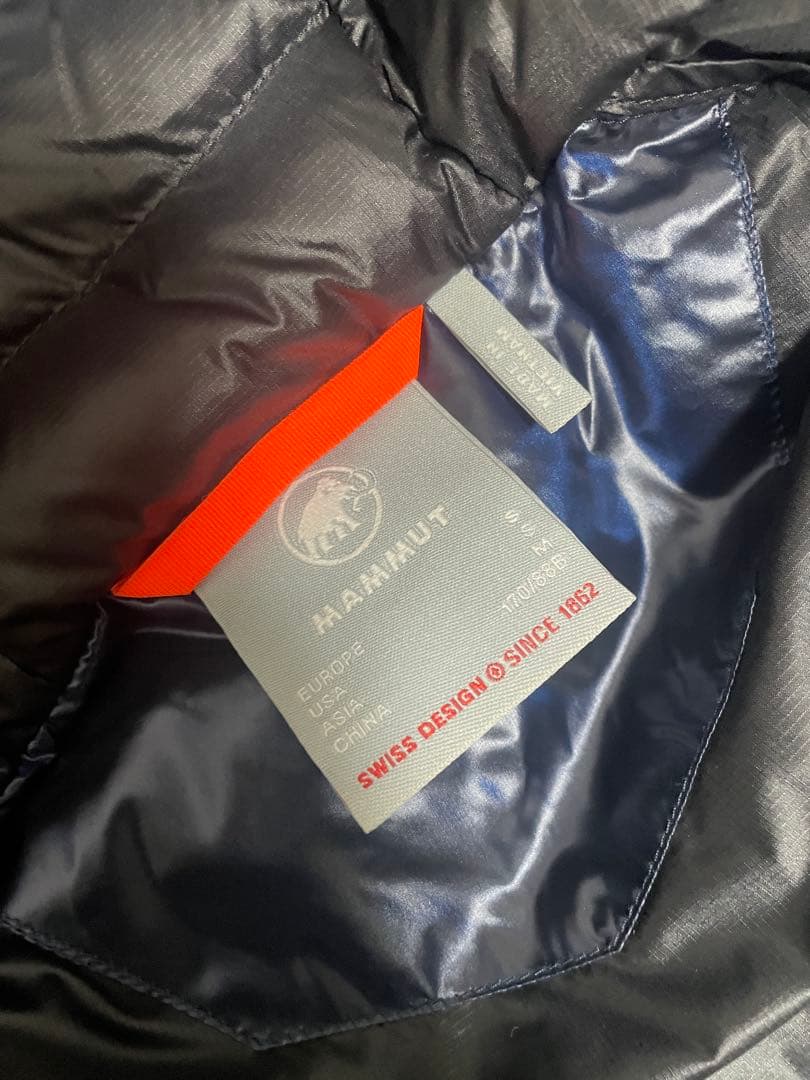 MADE IN
VIETNAM
MAMMUT
EUROPE S
USA S
ASIA M
CHINA 170/88B
SWISS DESIGN SINCE 1862